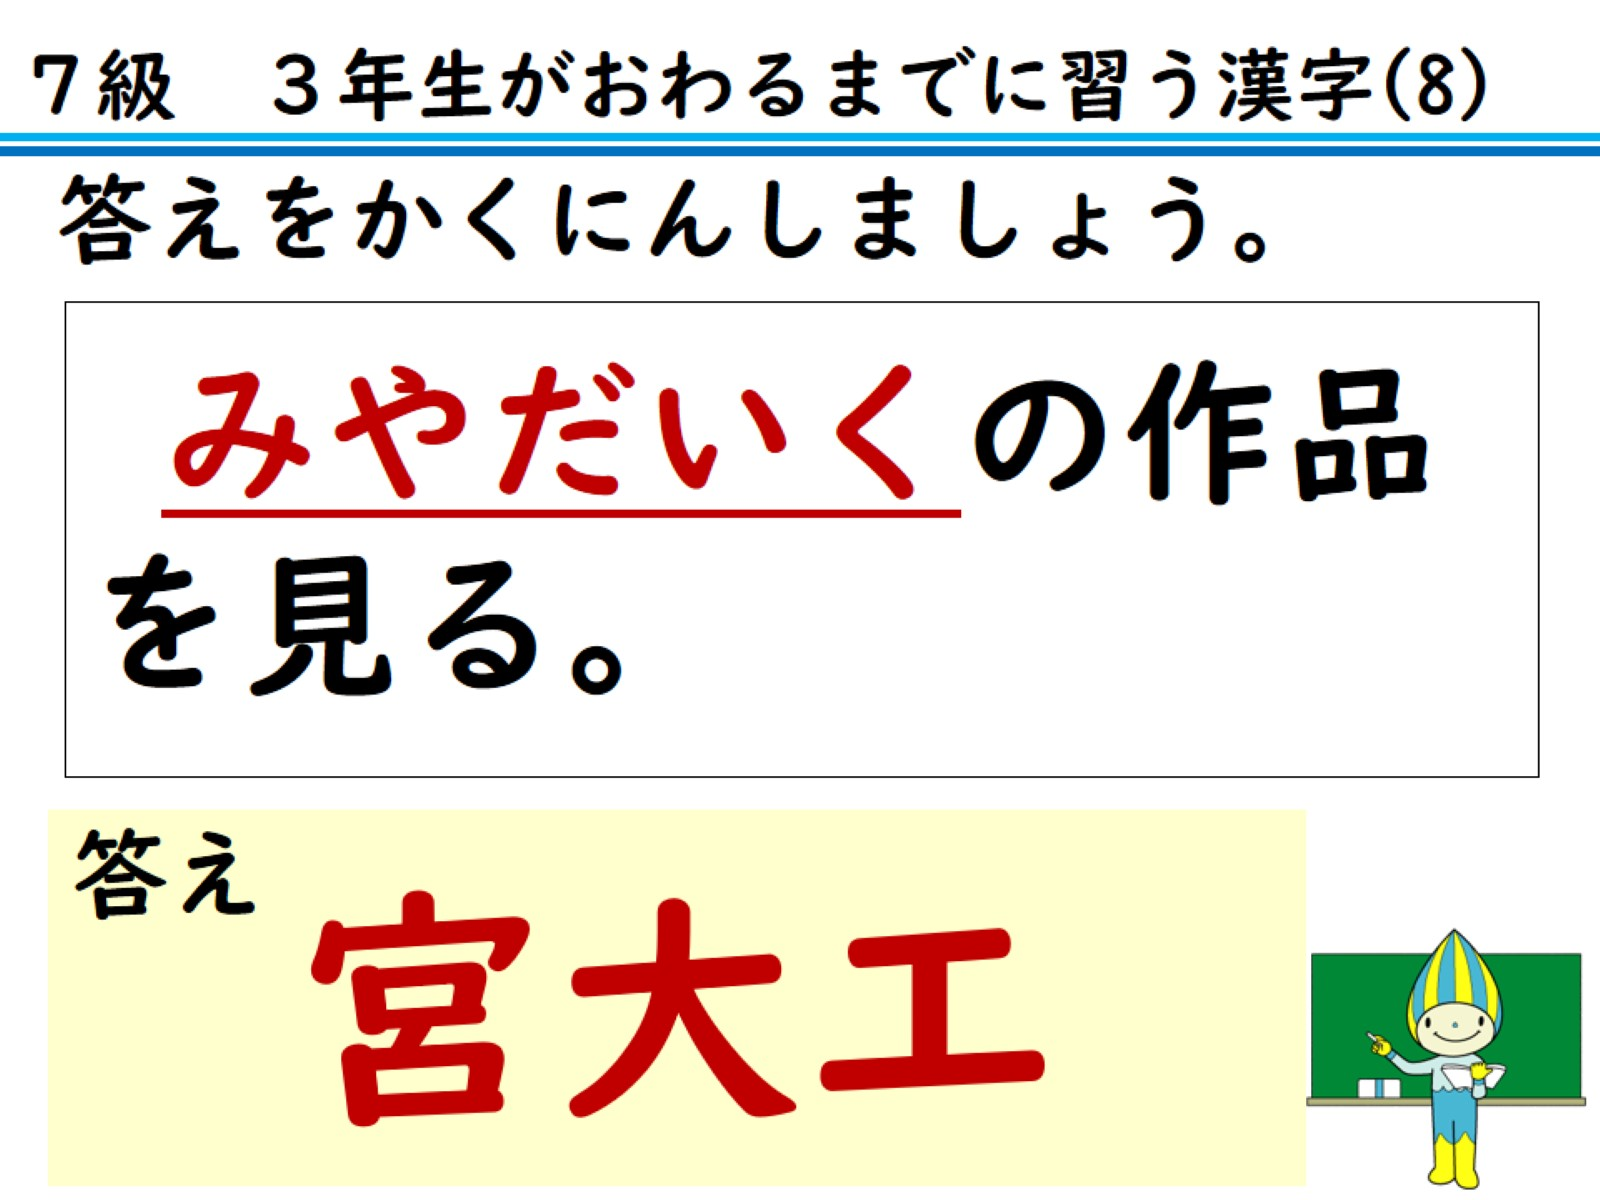 ７級　３年生がおわるまでに習う漢字(8)
答えをかくにんしましょう。
みやだいくの作品
を見る。
答え
宮大工